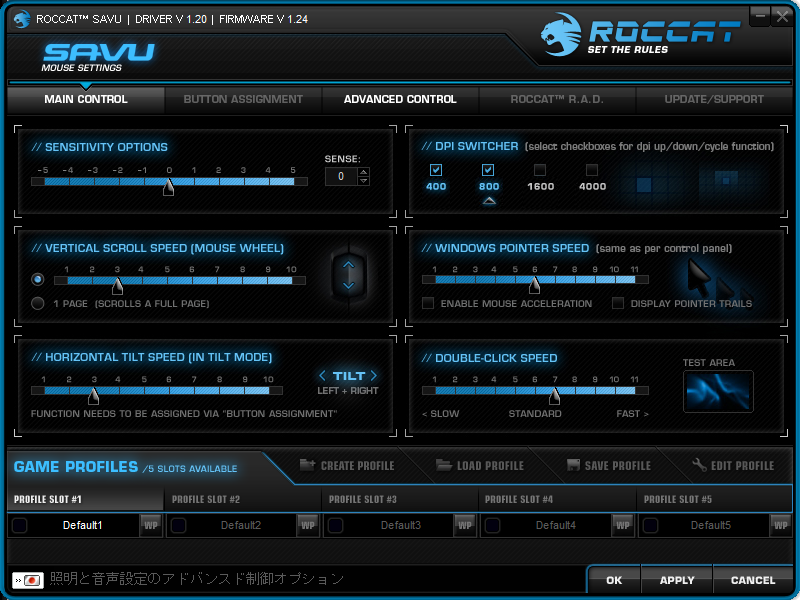 ROCCAT™ SAVU | DRIVER V 1.20 | FIRMWARE V 1.24
ROCCAT
SET THE RULES
SAVU
MOUSE SETTINGS
MAIN CONTROL BUTTON ASSIGNMENT ADVANCED CONTROL ROCCAT™ R.A.D. UPDATE/SUPPORT
// SENSITIVITY OPTIONS
-5 -4 -3 -2 -1 0 1 2 3 4 5
SENSE:
0
// DPI SWITCHER (select checkboxes for dpi up/down/cycle function)
400 800 1600 4000
// VERTICAL SCROLL SPEED (MOUSE WHEEL)
1 2 3 4 5 6 7 8 9 10
1 PAGE (SCROLLS A FULL PAGE)
// WINDOWS POINTER SPEED (same as per control panel)
1 2 3 4 5 6 7 8 9 10 11
ENABLE MOUSE ACCELERATION DISPLAY POINTER TRAILS
// HORIZONTAL TILT SPEED (IN TILT MODE)
1 2 3 4 5 6 7 8 9 10
< TILT >
LEFT + RIGHT
FUNCTION NEEDS TO BE ASSIGNED VIA "BUTTON ASSIGNMENT"
// DOUBLE-CLICK SPEED
1 2 3 4 5 6 7 8 9 10 11
< SLOW STANDARD FAST >
TEST AREA
GAME PROFILES /5 SLOTS AVAILABLE
CREATE PROFILE LOAD PROFILE SAVE PROFILE EDIT PROFILE
PROFILE SLOT #1 PROFILE SLOT #2 PROFILE SLOT #3 PROFILE SLOT #4 PROFILE SLOT #5
Default1 WP Default2 WP Default3 WP Default4 WP Default5 WP
照明と音声設定のアドバンスド制御オプション
OK APPLY CANCEL